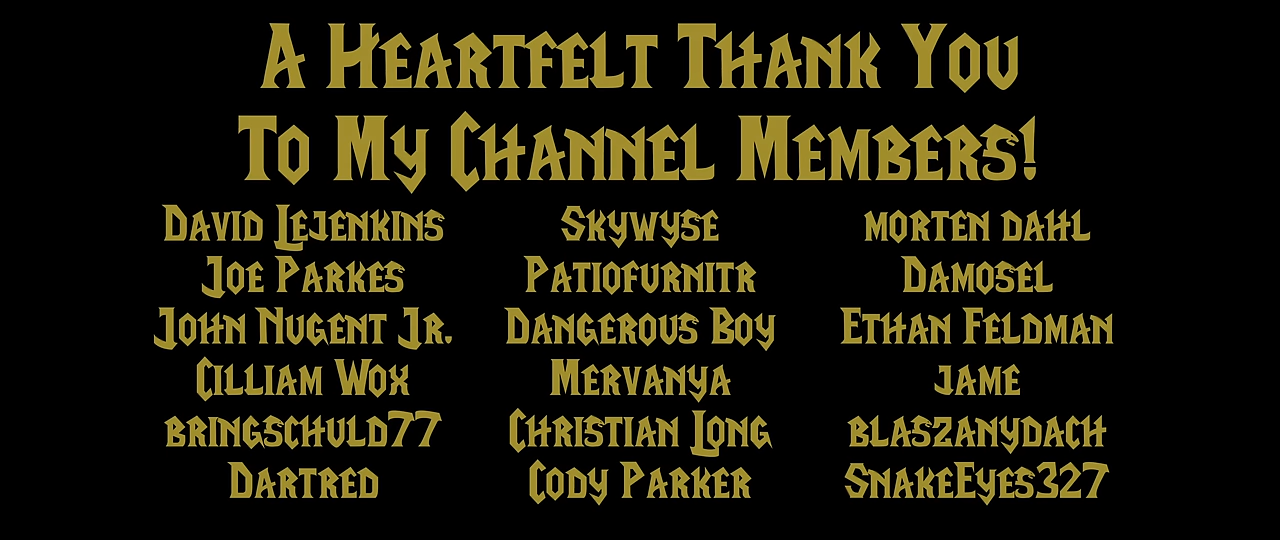 A Heartfelt Thank You
To My Channel Members!
David Lejenkins Skywyse morten dahl
Joe Parkes Patiofurnitr Damosel
John Nugent Jr. Dangerous Boy Ethan Feldman
Cilliam Wox Mervanya jame
bringschuld77 Christian Long blaszanydach
Dartred Cody Parker SnakeEyes327